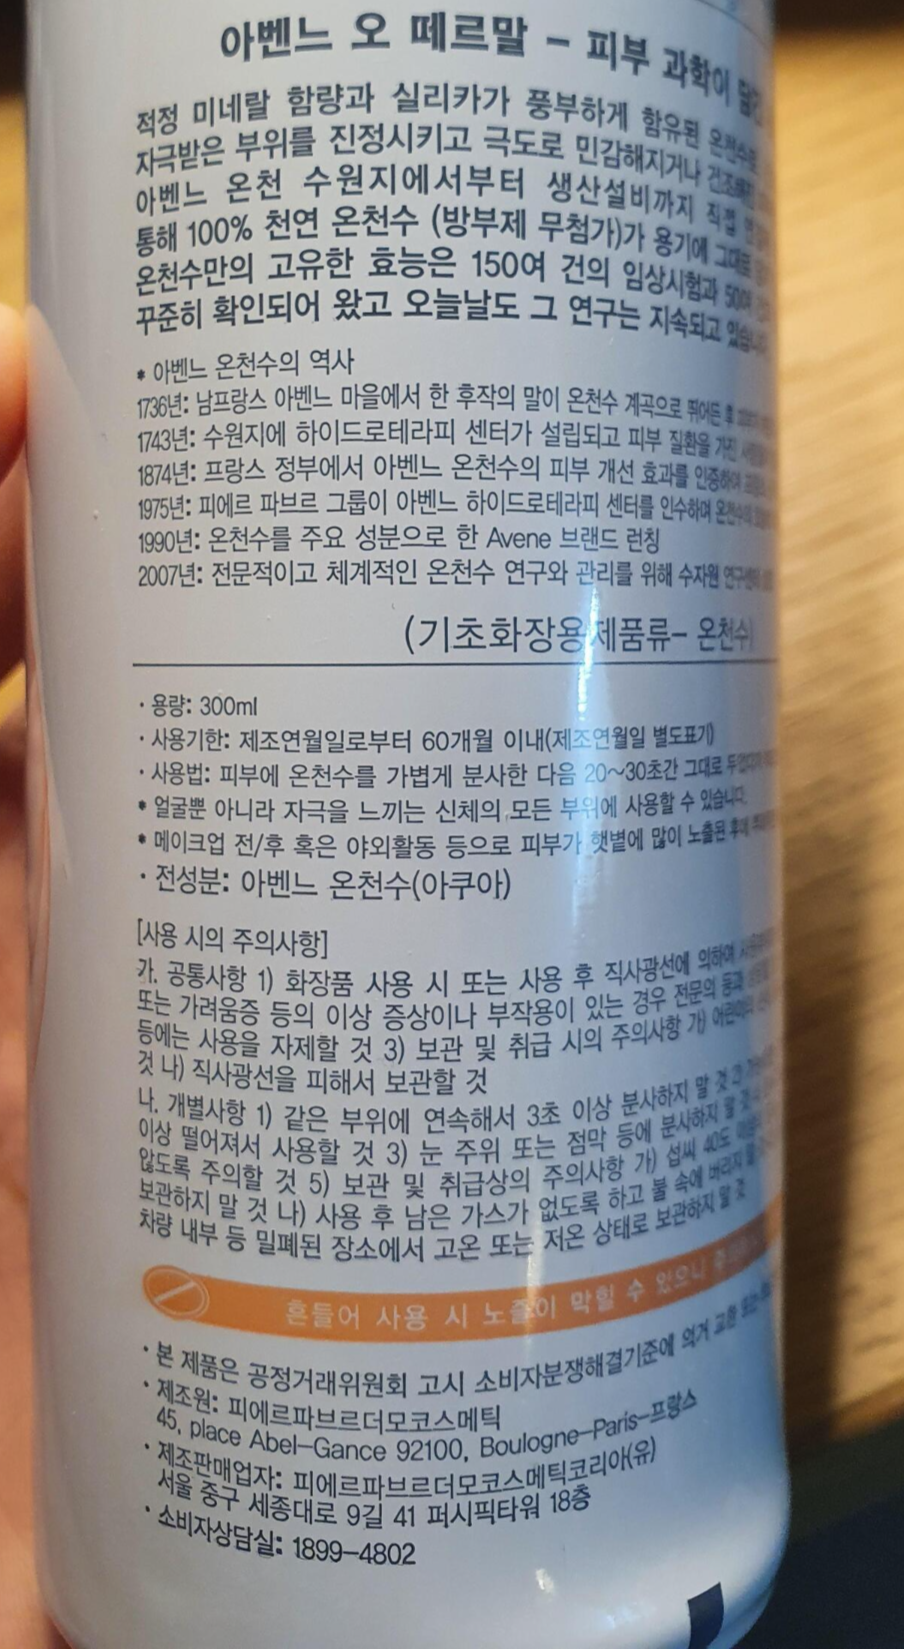 아벤느 오 떼르말 - 피부 과학이
적정 미네랄 함량과 실리카가 풍부하게 함유된
자극받은 부위를 진정시키고 극도로 민감해지거나
아벤느 온천 수원지에서부터 생산설비까지 직접
통해 100% 천연 온천수 (방부제 무첨가)가 용기에 그대로
온천수만의 고유한 효능은 150여 건의 임상시험과
꾸준히 확인되어 왔고 오늘날도 그 연구는 지속되고 있습니다
* 아벤느 온천수의 역사
1736년: 남프랑스 아벤느 마을에서 한 후작의 말이 온천수 계곡으로 뛰어든 후
1743년: 수원지에 하이드로테라피 센터가 설립되고 피부 질환을 가진
1874년: 프랑스 정부에서 아벤느 온천수의 피부 개선 효과를 인증하여
1975년: 피에르 파브르 그룹이 아벤느 하이드로테라피 센터를 인수하며
1990년: 온천수를 주요 성분으로 한 Avene 브랜드 런칭
2007년: 전문적이고 체계적인 온천수 연구와 관리를 위해 수자원
(기초화장용 제품류- 온천수)
· 용량: 300ml
· 사용기한: 제조연월일로부터 60개월 이내(제조연월일 별도표기)
· 사용법: 피부에 온천수를 가볍게 분사한 다음 20~30초간 그대로
* 얼굴뿐 아니라 자극을 느끼는 신체의 모든 부위에 사용할 수 있습니다.
* 메이크업 전/후 혹은 야외활동 등으로 피부가 햇볕에 많이 노출된 후에
· 전성분: 아벤느 온천수(아쿠아)
[사용 시의 주의사항]
가. 공통사항 1) 화장품 사용 시 또는 사용 후 직사광선에 의하여
또는 가려움증 등의 이상 증상이나 부작용이 있는 경우 전문의 등과
등에는 사용을 자제할 것 3) 보관 및 취급 시의 주의사항 가)
것 나) 직사광선을 피해서 보관할 것
나. 개별사항 1) 같은 부위에 연속해서 3초 이상 분사하지 말 것
이상 떨어져서 사용할 것 3) 눈 주위 또는 점막 등에 분사하지 말 것
않도록 주의할 것 5) 보관 및 취급상의 주의사항 가) 섭씨 40도
보관하지 말 것 나) 사용 후 남은 가스가 없도록 하고 불 속에 버리지 말
차량 내부 등 밀폐된 장소에서 고온 또는 저온 상태로 보관하지 말 것
흔들어 사용 시 노즐이 막힐 수 있으니
· 본 제품은 공정거래위원회 고시 소비자분쟁해결기준에 의거 교환
· 제조원: 피에르파브르더모코스메틱
45, place Abel-Gance 92100, Boulogne-Paris-프랑스
· 제조판매업자: 피에르파브르더모코스메틱코리아(유)
서울 중구 세종대로 9길 41 퍼시픽타워 18층
· 소비자상담실: 1899-4802